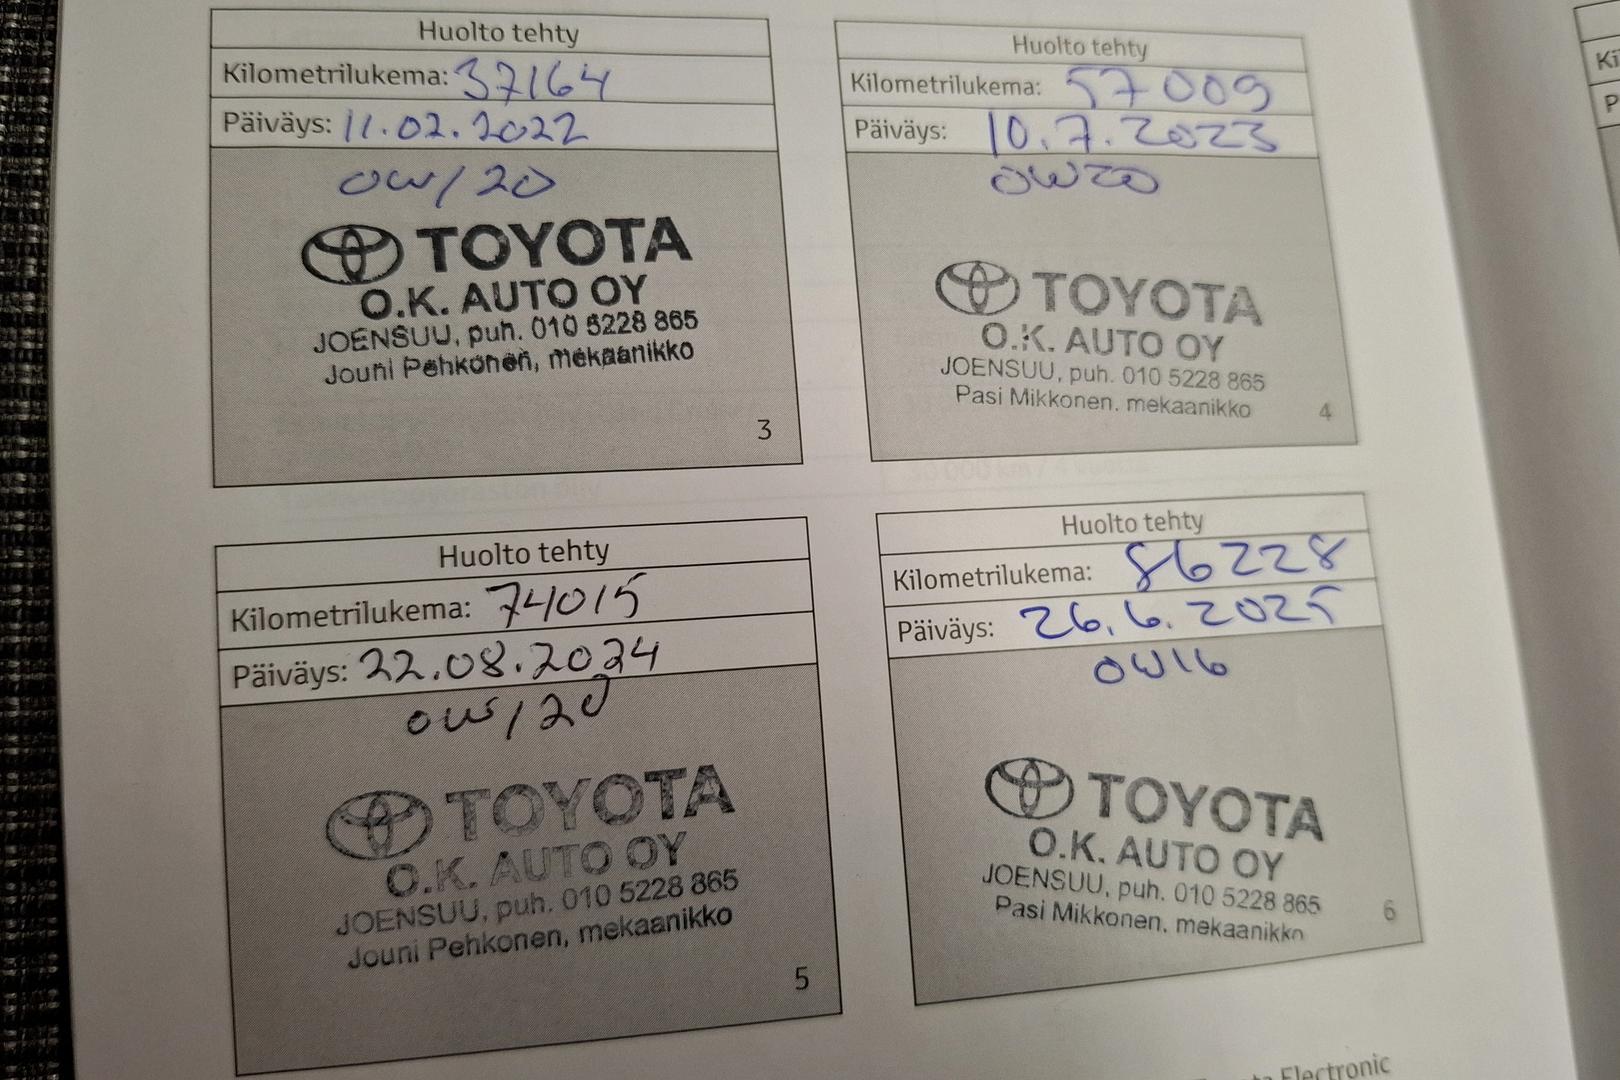 Huolto tehty
Kilometrilukema: 37164
Päiväys: 11.02.2022
OW/20
TOYOTA
O.K. AUTO OY
JOENSUU, puh. 010 5228 865
Jouni Pehkonen, mekaanikko
3
Huolto tehty
Kilometrilukema: 57 009
Päiväys: 10.7.2023
OW20
TOYOTA
O.K. AUTO OY
JOENSUU, puh. 010 5228 865
Pasi Mikkonen. mekaanikko
4
Huolto tehty
Kilometrilukema: 74015
Päiväys: 22.08.2024
OW/20
TOYOTA
O.K. AUTO OY
JOENSUU, puh. 010 5228 865
Jouni Pehkonen, mekaanikko
5
Huolto tehty
Kilometrilukema: 86228
Päiväys: 26.6.2025
OW16
TOYOTA
O.K. AUTO OY
JOENSUU, puh. 010 5228 865
Pasi Mikkonen. mekaanikko
6
Electronic